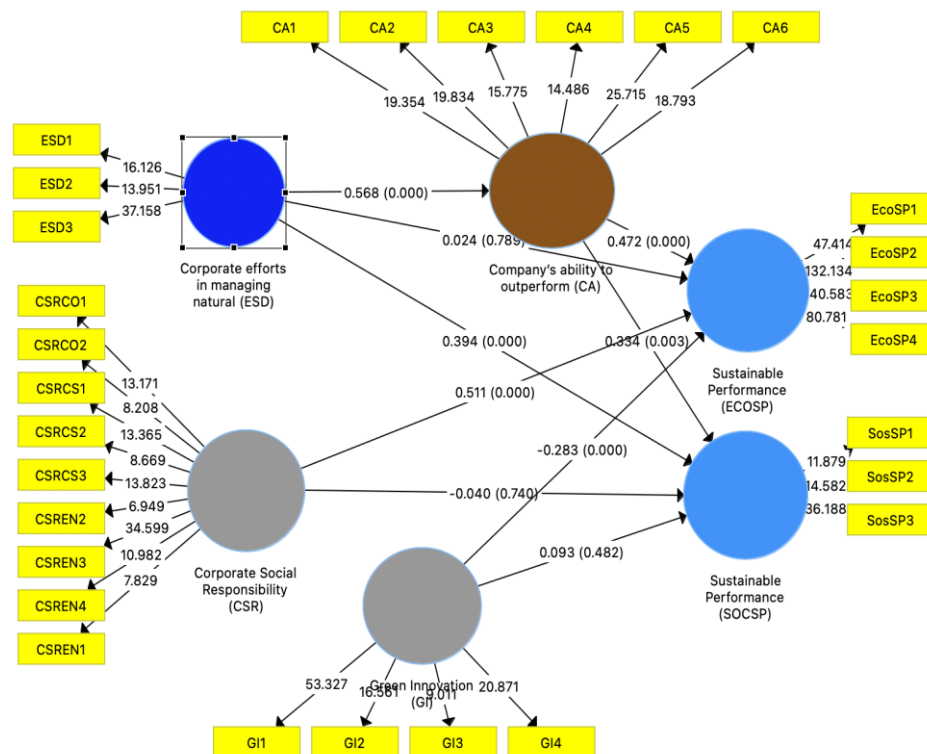 CA1
CA2
CA3
CA4
CA5
CA6
19.354
19.834
15.775
14.486
25.715
18.793
ESD1
ESD2
ESD3
16.126
13.951
37.158
0.568 (0.000)
0.024 (0.789)
0.472 (0.000)
Corporate efforts
in managing
natural (ESD)
Company's ability to
outperform (CA)
EcoSP1
EcoSP2
EcoSP3
EcoSP4
47.414
132.134
40.583
80.781
0.394 (0.000)
0.334 (0.003)
0.511 (0.000)
-0.283 (0.000)
-0.040 (0.740)
0.093 (0.482)
Sustainable
Performance
(ECOSP)
CSRCO1
CSRCO2
CSRCS1
CSRCS2
CSRCS3
CSREN2
CSREN3
CSREN4
CSREN1
13.171
8.208
13.365
8.669
13.823
6.949
34.599
10.982
7.829
Corporate Social
Responsibility
(CSR)
SosSP1
SosSP2
SosSP3
11.879
14.582
36.188
Sustainable
Performance
(SOCSP)
53.327
16.561
9.011
20.871
Green Innovation
(GI)
GI1
GI2
GI3
GI4